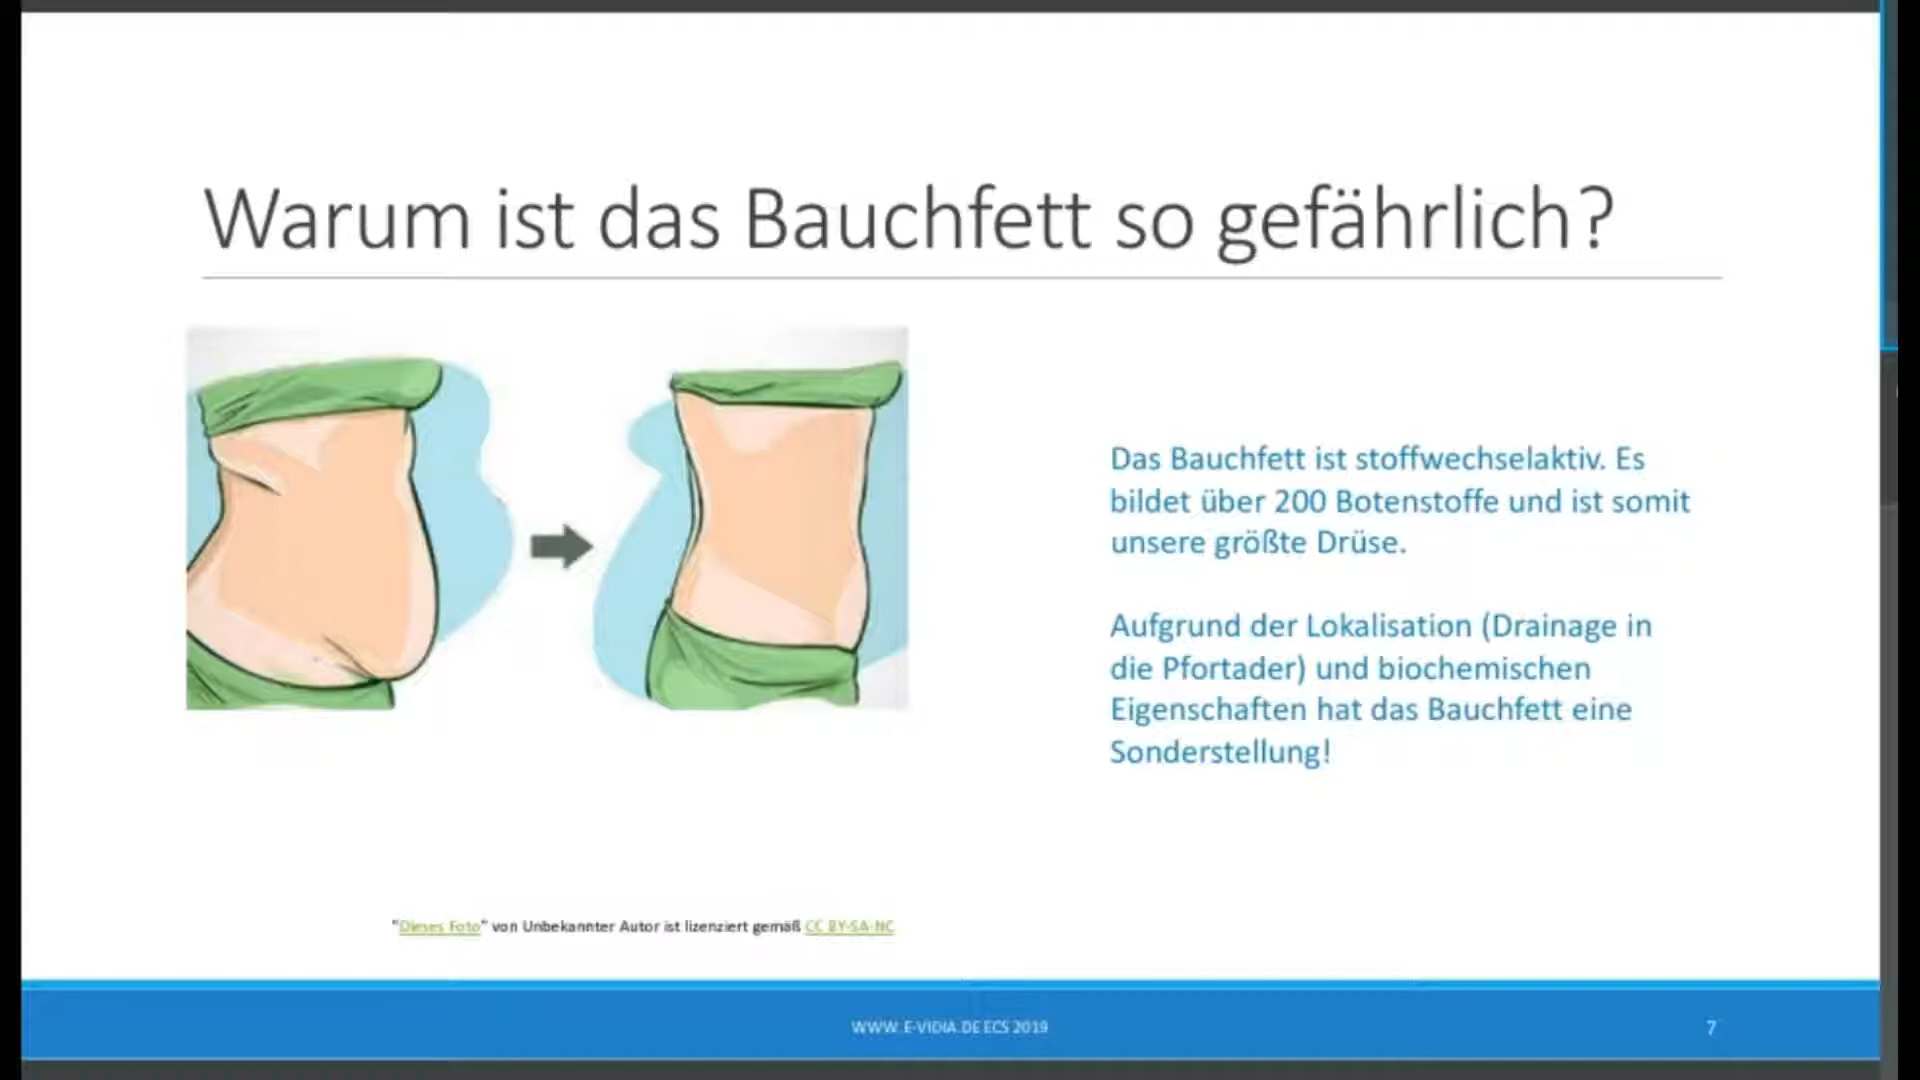 Warum ist das Bauchfett so gefährlich?
Das Bauchfett ist stoffwechselaktiv. Es
bildet über 200 Botenstoffe und ist somit
unsere größte Drüse.
Aufgrund der Lokalisation (Drainage in
die Pfortader) und biochemischen
Eigenschaften hat das Bauchfett eine
Sonderstellung!
"Dieses Foto" von Unbekannter Autor ist lizenziert gemäß CC BY-SA-NC
WWW.E-VIDIA.DE ECS 2019
7